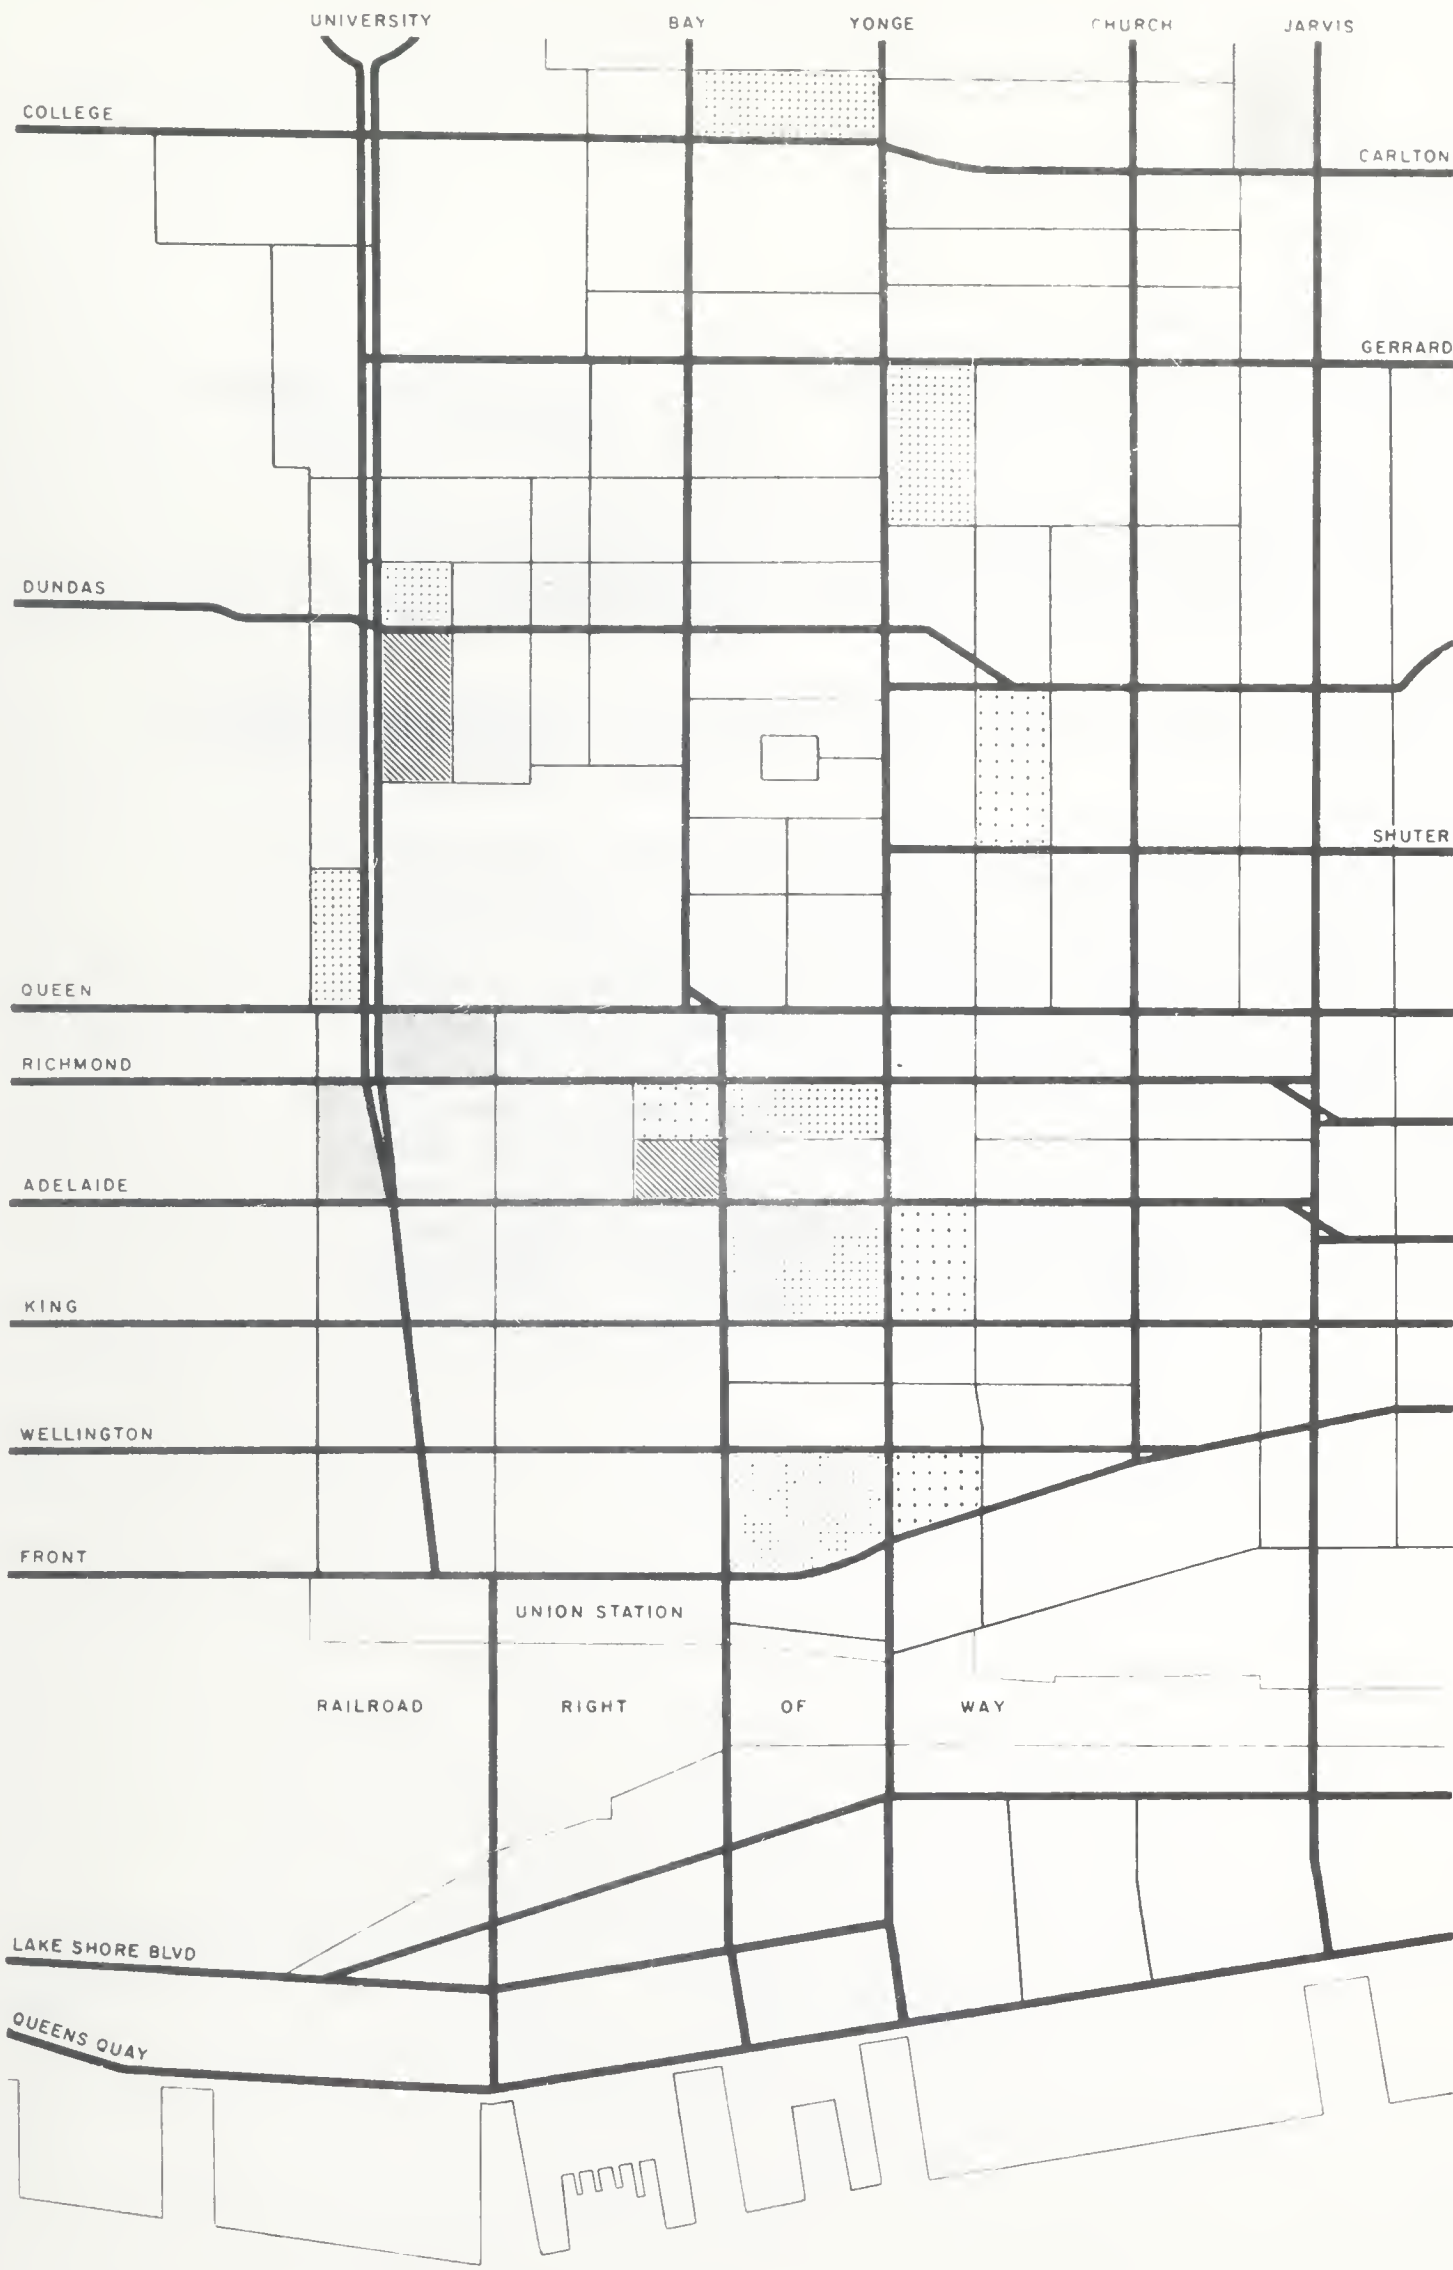 UNIVERSITY BAY YONGE CHURCH JARVIS
COLLEGE
CARLTON
GERRARD
DUNDAS
SHUTER
QUEEN
RICHMOND
ADELAIDE
KING
WELLINGTON
FRONT
UNION STATION
RAILROAD RIGHT OF WAY
LAKE SHORE BLVD
QUEENS QUAY